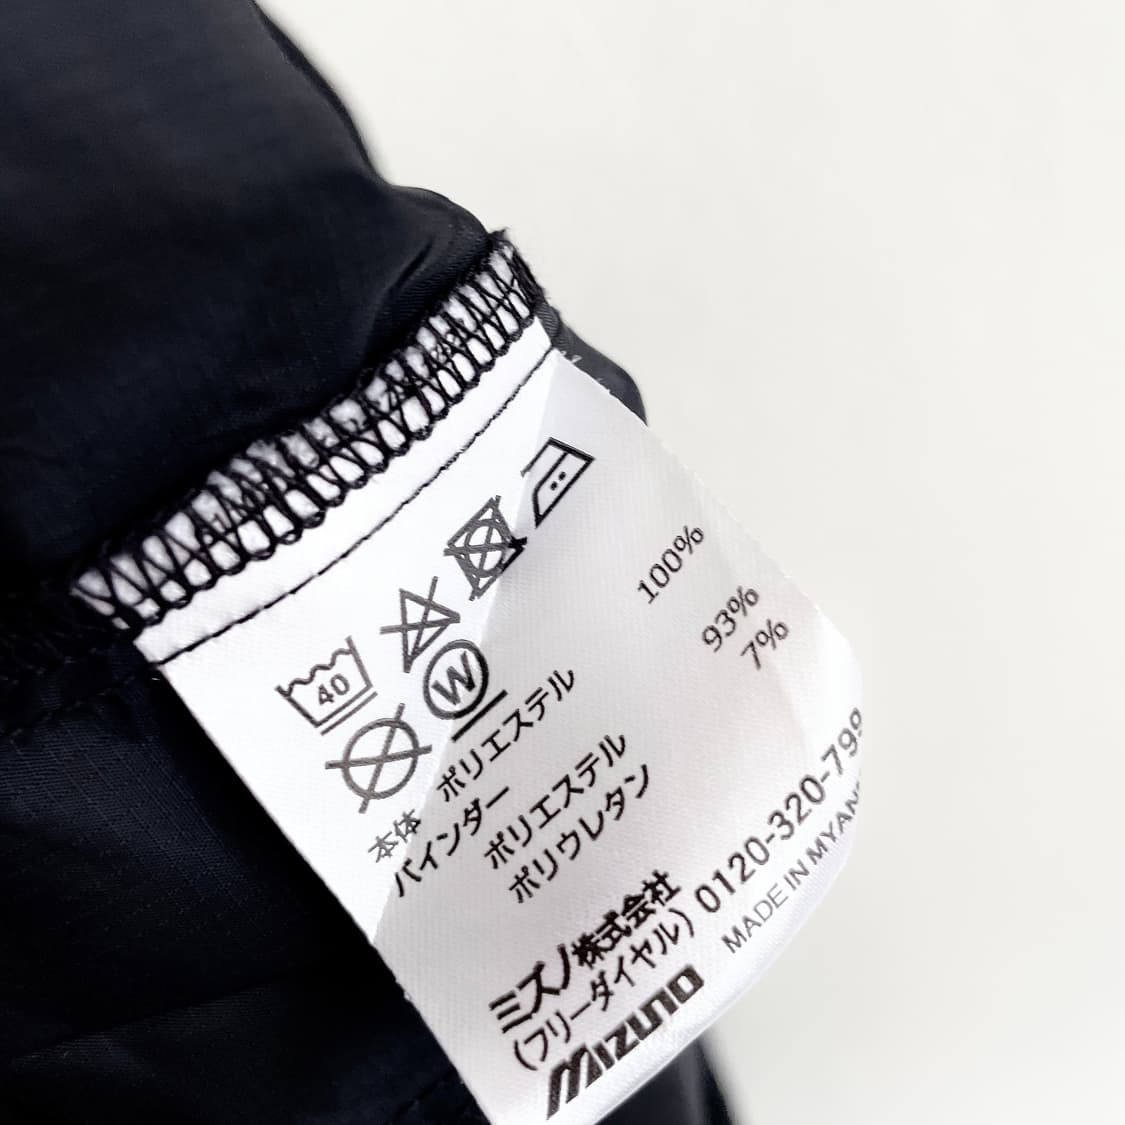 40
W
本体 ポリエステル 100%
バインダー ポリエステル 93%
ポリウレタン 7%
ミズノ株式会社
(フリーダイヤル) 0120-320-799
MIZUNO
MADE IN